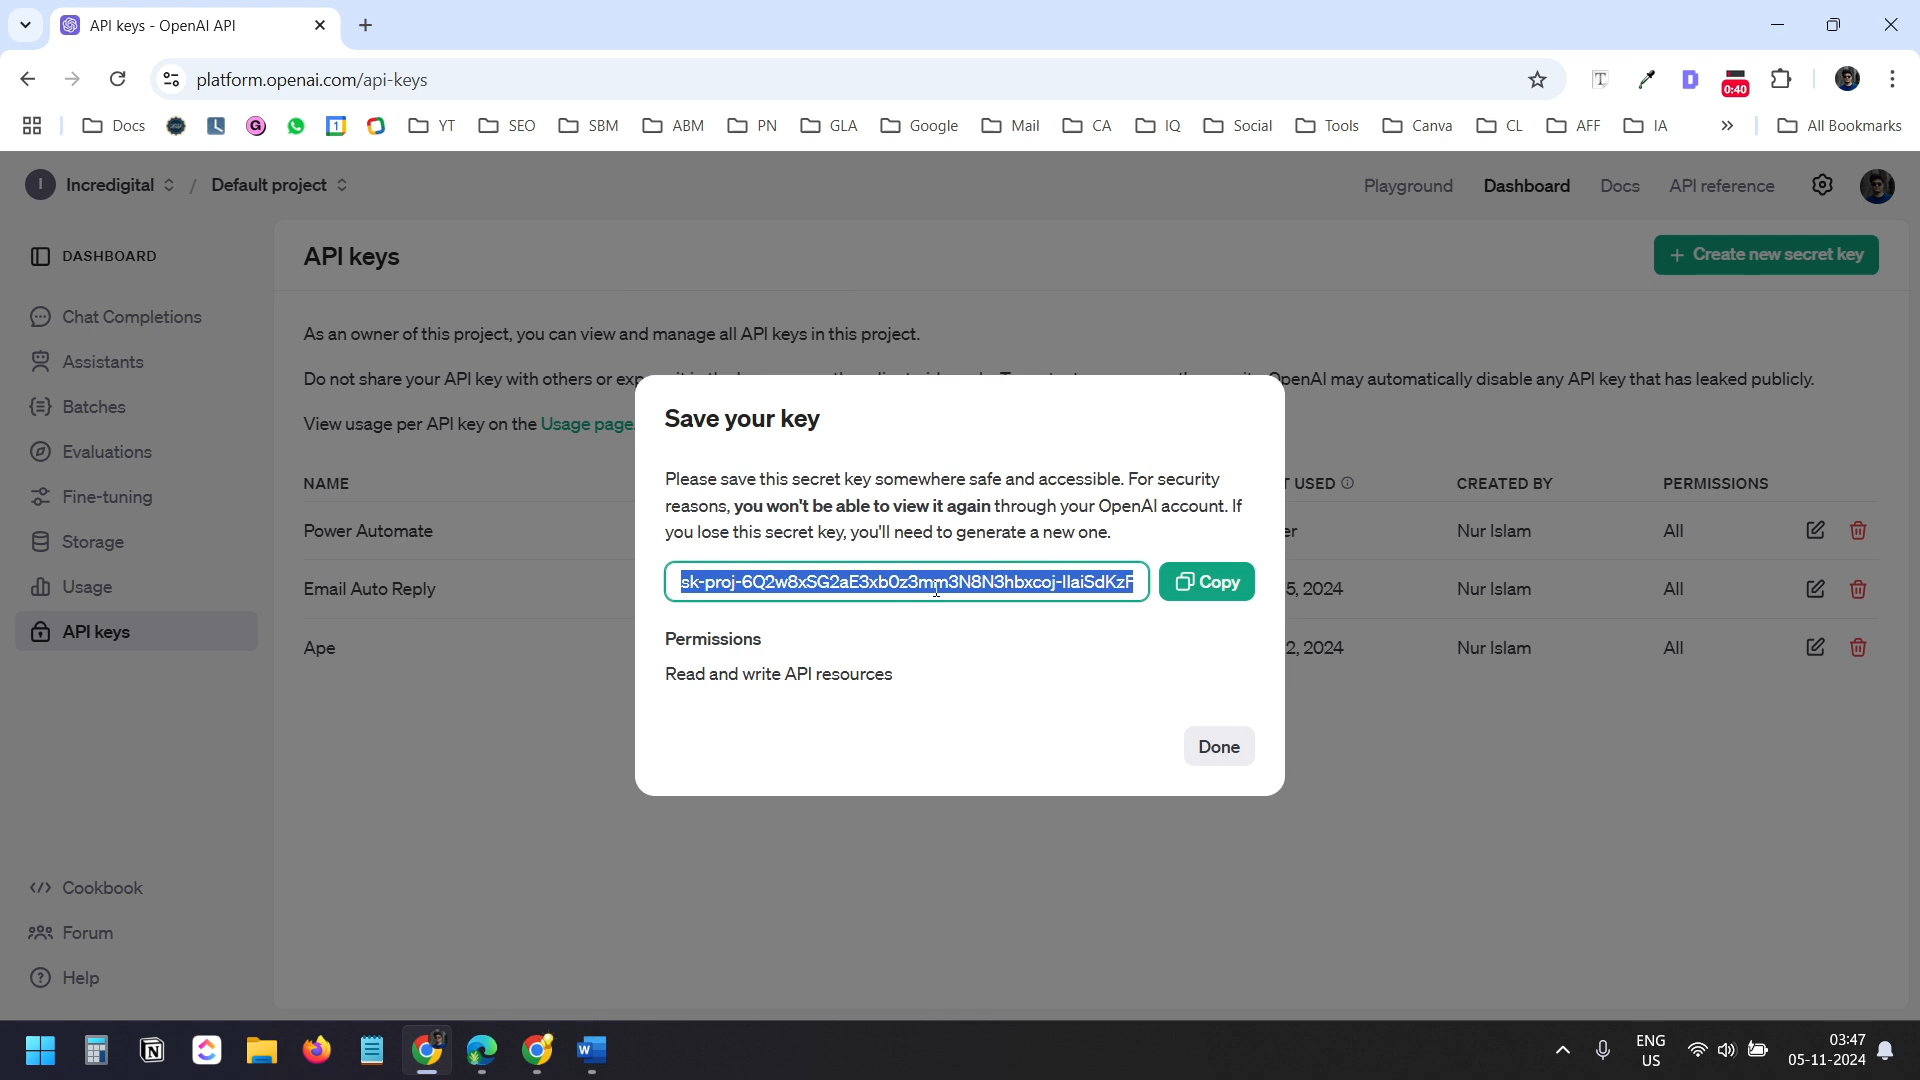 API keys - OpenAI API
platform.openai.com/api-keys
0:40
Docs
G
1
YT
SEO
SBM
ABM
PN
GLA
Google
Mail
CA
IQ
Social
Tools
Canva
CL
AFF
IA
All Bookmarks
I Incredigital / Default project
Playground
Dashboard
Docs
API reference
DASHBOARD
Chat Completions
Assistants
Batches
Evaluations
Fine-tuning
Storage
Usage
API keys
Cookbook
Forum
Help
API keys
+ Create new secret key
As an owner of this project, you can view and manage all API keys in this project.
Do not share your API key with others or OpenAI may automatically disable any API key that has leaked publicly.
View usage per API key on the Usage page.
NAME USED CREATED BY PERMISSIONS
Power Automate Nur Islam All
Email Auto Reply 5, 2024 Nur Islam All
Ape 2, 2024 Nur Islam All
Save your key
Please save this secret key somewhere safe and accessible. For security
reasons, you won't be able to view it again through your OpenAI account. If
you lose this secret key, you'll need to generate a new one.
Copy
Permissions
Read and write API resources
Done
ENG
US
03:47
05-11-2024